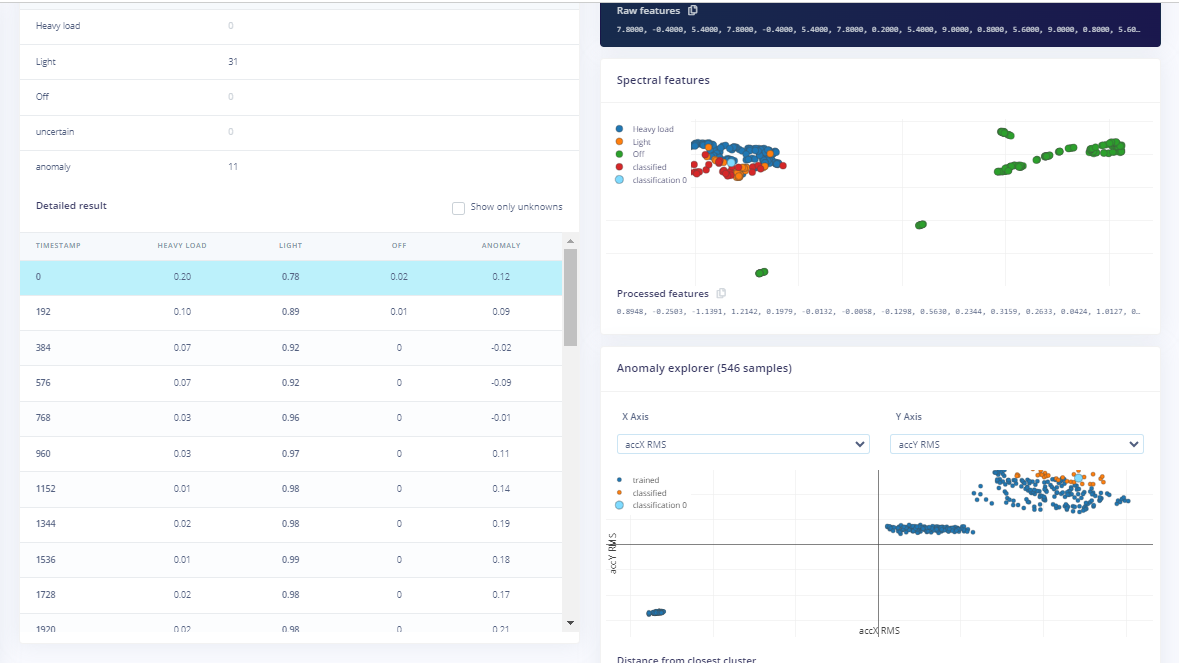 Heavy load 0
Light 31
Off 0
uncertain 0
anomaly 11
Detailed result
Show only unknowns
TIMESTAMP HEAVY LOAD LIGHT OFF ANOMALY
0 0.20 0.78 0.02 0.12
192 0.10 0.89 0.01 0.09
384 0.07 0.92 0 -0.02
576 0.07 0.92 0 -0.09
768 0.03 0.96 0 -0.01
960 0.03 0.97 0 0.11
1152 0.01 0.98 0 0.14
1344 0.02 0.98 0 0.19
1536 0.01 0.99 0 0.18
1728 0.02 0.98 0 0.17
1920 0.02 0.98 0 0.21
Raw features
7.8000, -0.4000, 5.4000, 7.8000, -0.4000, 5.4000, 7.8000, 0.2000, 5.4000, 9.0000, 0.8000, 5.6000, 9.0000, 0.8000, 5.60…
Spectral features
Heavy load
Light
Off
classified
classification 0
Processed features
0.8948, -0.2503, -1.1391, 1.2142, 0.1979, -0.0132, -0.0058, -0.1298, 0.5630, 0.2344, 0.3159, 0.2633, 0.0424, 1.0127, 0…
Anomaly explorer (546 samples)
X Axis Y Axis
accX RMS accY RMS
trained
classified
classification 0
accY RMS
accX RMS
Distance from closest cluster